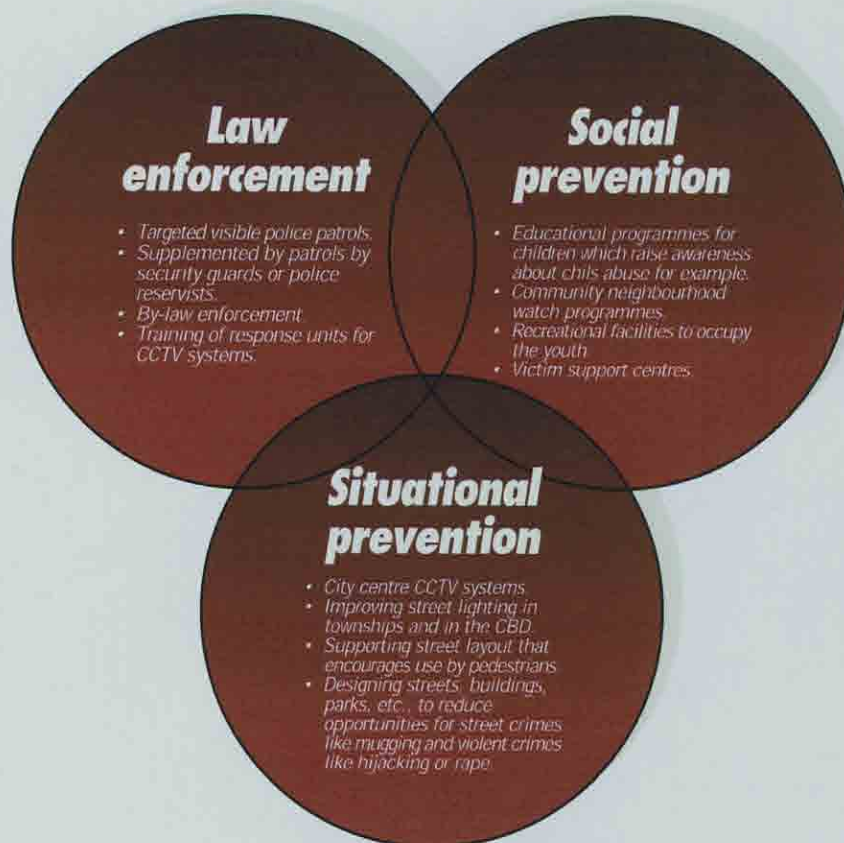 Law
enforcement
• Targeted visible police patrols.
• Supplemented by patrols by
security guards or police
reservists.
• By-law enforcement.
• Training of response units for
CCTV systems.
Social
prevention
• Educational programmes for
children which raise awareness
about chils abuse for example.
• Community neighbourhood
watch programmes.
• Recreational facilities to occupy
the youth.
• Victim support centres.
Situational
prevention
• City centre CCTV systems.
• Improving street lighting in
townships and in the CBD.
• Supporting street layout that
encourages use by pedestrians.
• Designing streets, buildings,
parks, etc., to reduce
opportunities for street crimes
like mugging and violent crimes
like hijacking or rape.